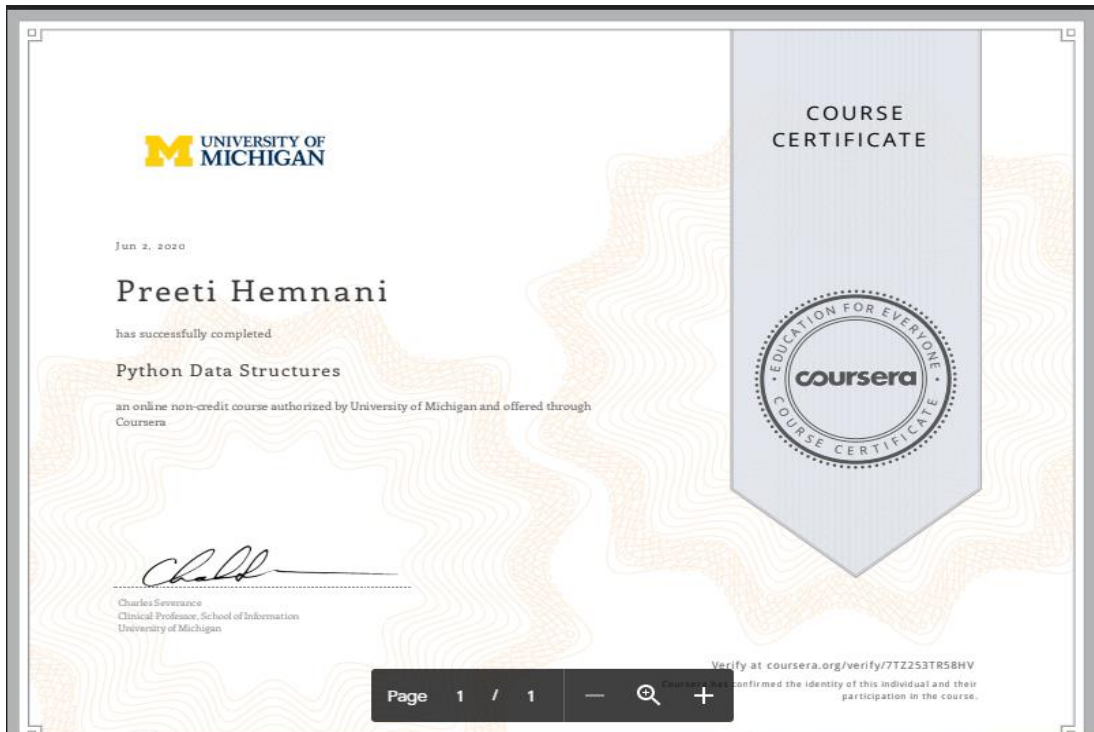 UNIVERSITY OF
MICHIGAN
Jun 2, 2020
Preeti Hemnani
has successfully completed
Python Data Structures
an online non-credit course authorized by University of Michigan and offered through
Coursera
Charles Severance
Clinical Professor, School of Information
University of Michigan
COURSE
CERTIFICATE
EDUCATION FOR EVERYONE
coursera
COURSE CERTIFICATE
Verify at coursera.org/verify/7TZ253TR58HV
Coursera has confirmed the identity of this individual and their
participation in the course.
Page 1 / 1